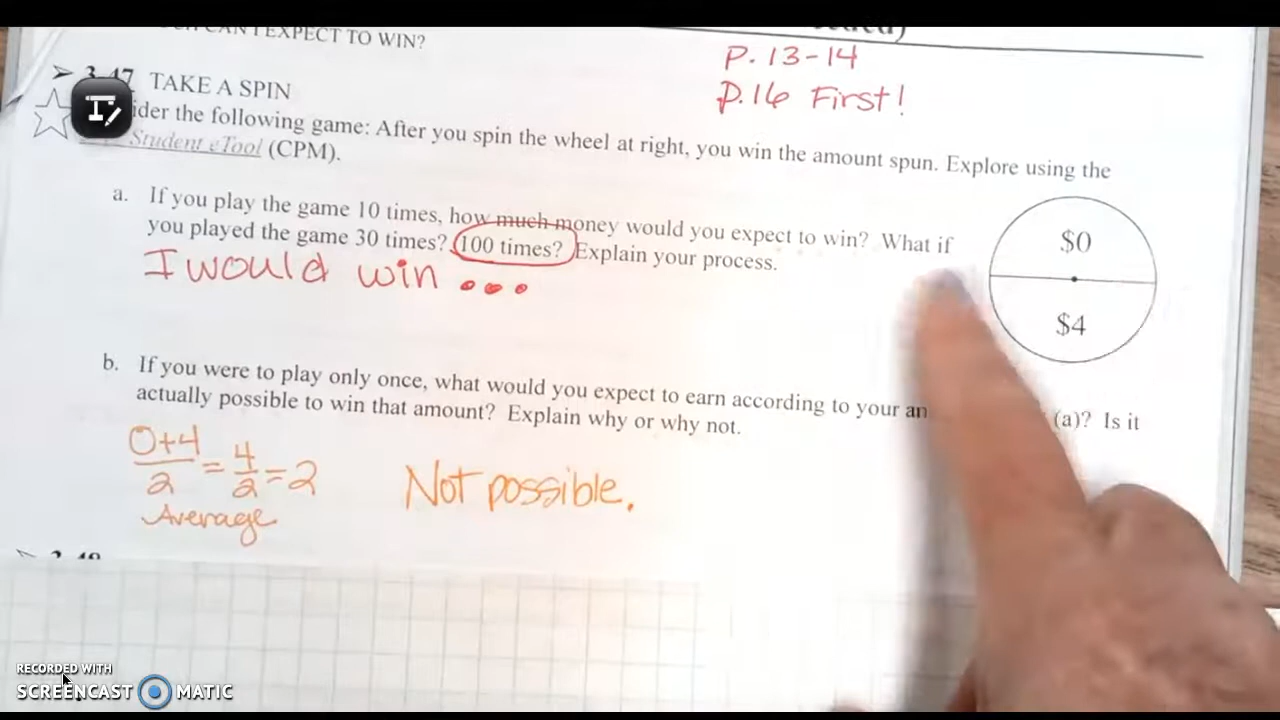 CAN I EXPECT TO WIN?
P. 13-14
P.16 First!
3-47 TAKE A SPIN
ider the following game: After you spin the wheel at right, you win the amount spun. Explore using the
Student eTool (CPM).
a. If you play the game 10 times, how much money would you expect to win? What if
you played the game 30 times? 100 times? Explain your process.
I would win ...
$0
$4
b. If you were to play only once, what would you expect to earn according to your an
(a)? Is it
actually possible to win that amount? Explain why or why not.
0+4/2 = 4/2 = 2
Average
Not possible.
RECORDED WITH
SCREENCAST MATIC